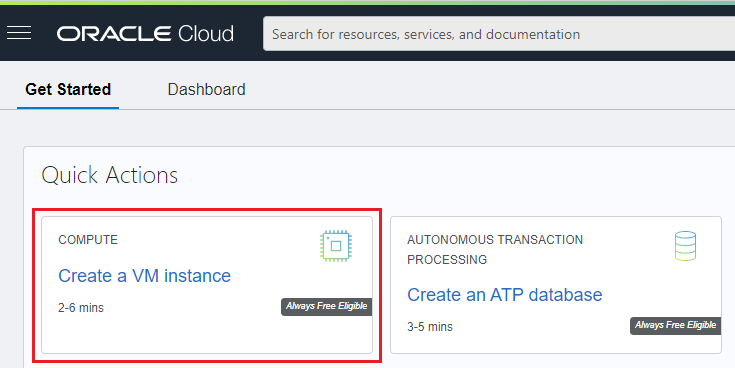 ORACLE Cloud
Search for resources, services, and documentation
Get Started
Dashboard
Quick Actions
COMPUTE
Create a VM instance
2-6 mins
Always Free Eligible
AUTONOMOUS TRANSACTION
PROCESSING
Create an ATP database
3-5 mins
Always Free Eligible